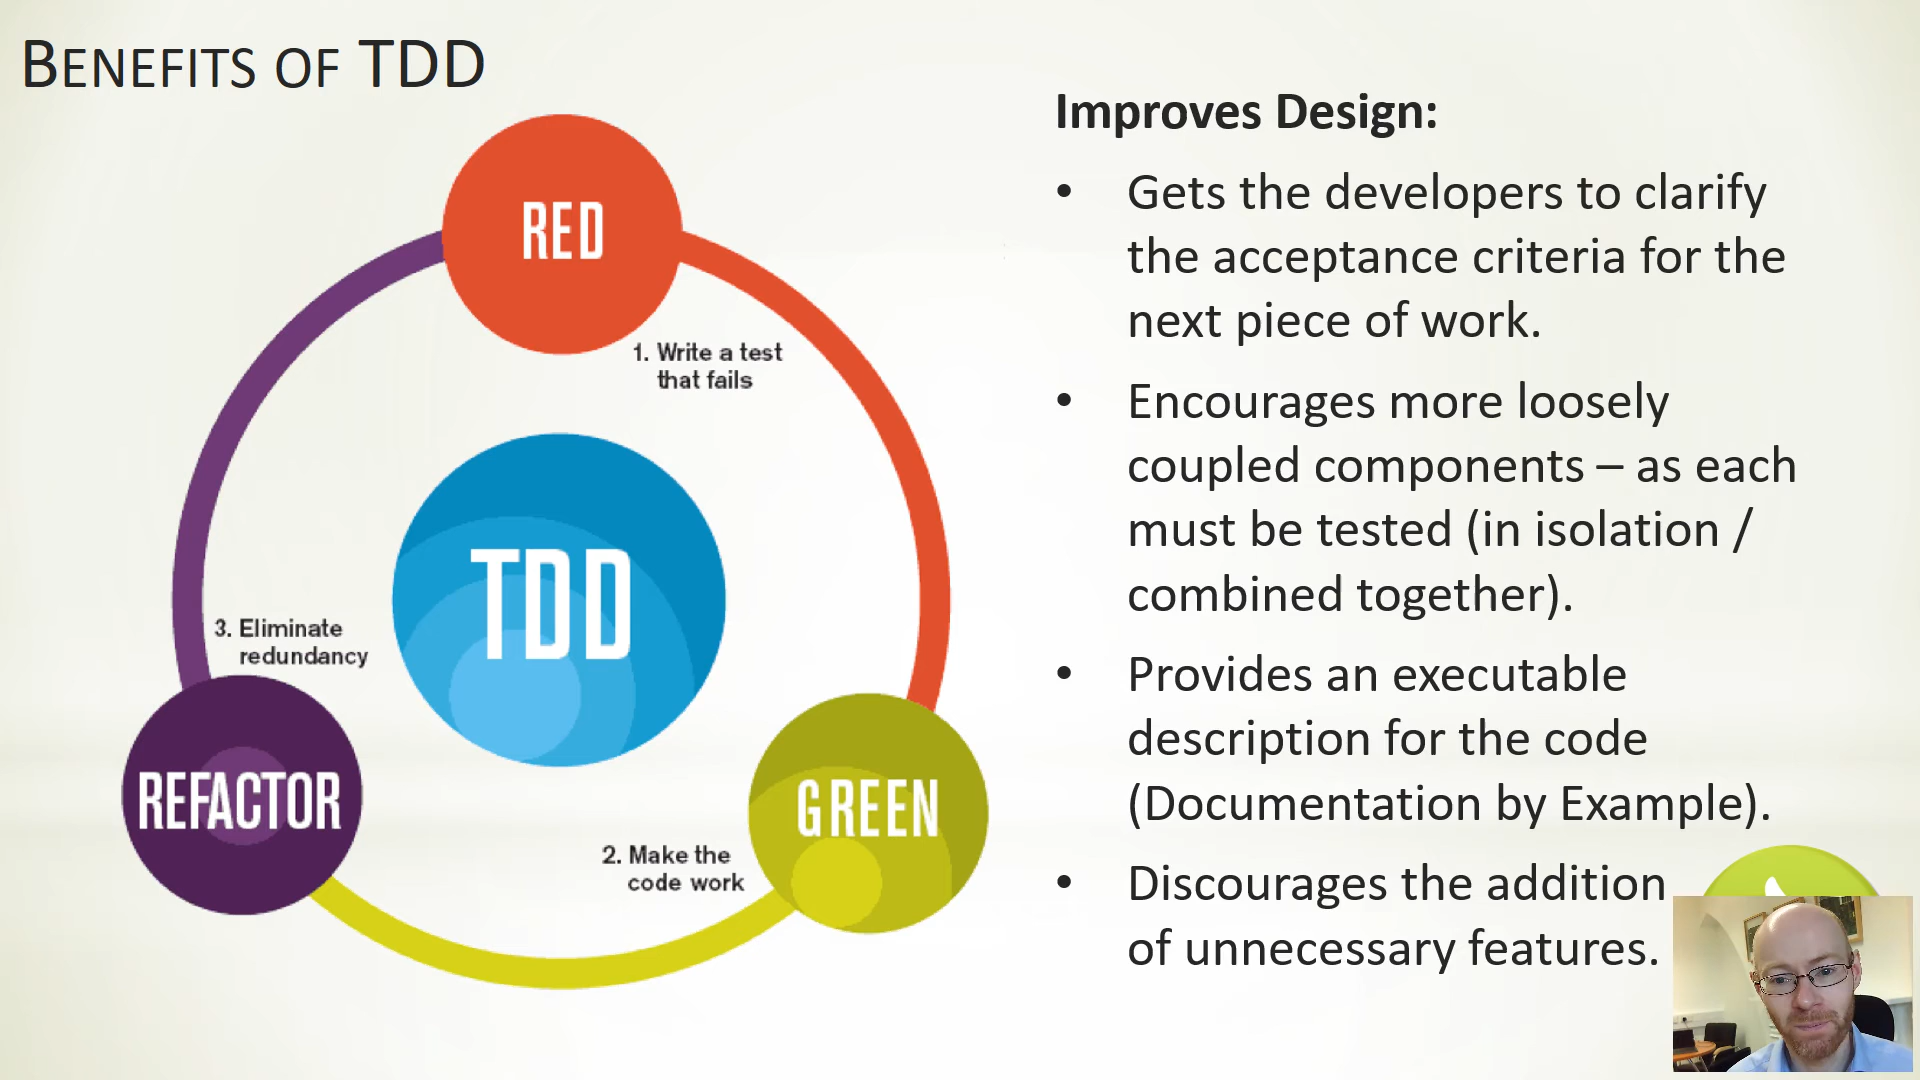 BENEFITS OF TDD
RED
1. Write a test
that fails
TDD
3. Eliminate
redundancy
REFACTOR
GREEN
2. Make the
code work
Improves Design:
• Gets the developers to clarify
the acceptance criteria for the
next piece of work.
• Encourages more loosely
coupled components – as each
must be tested (in isolation /
combined together).
• Provides an executable
description for the code
(Documentation by Example).
• Discourages the addition
of unnecessary features.